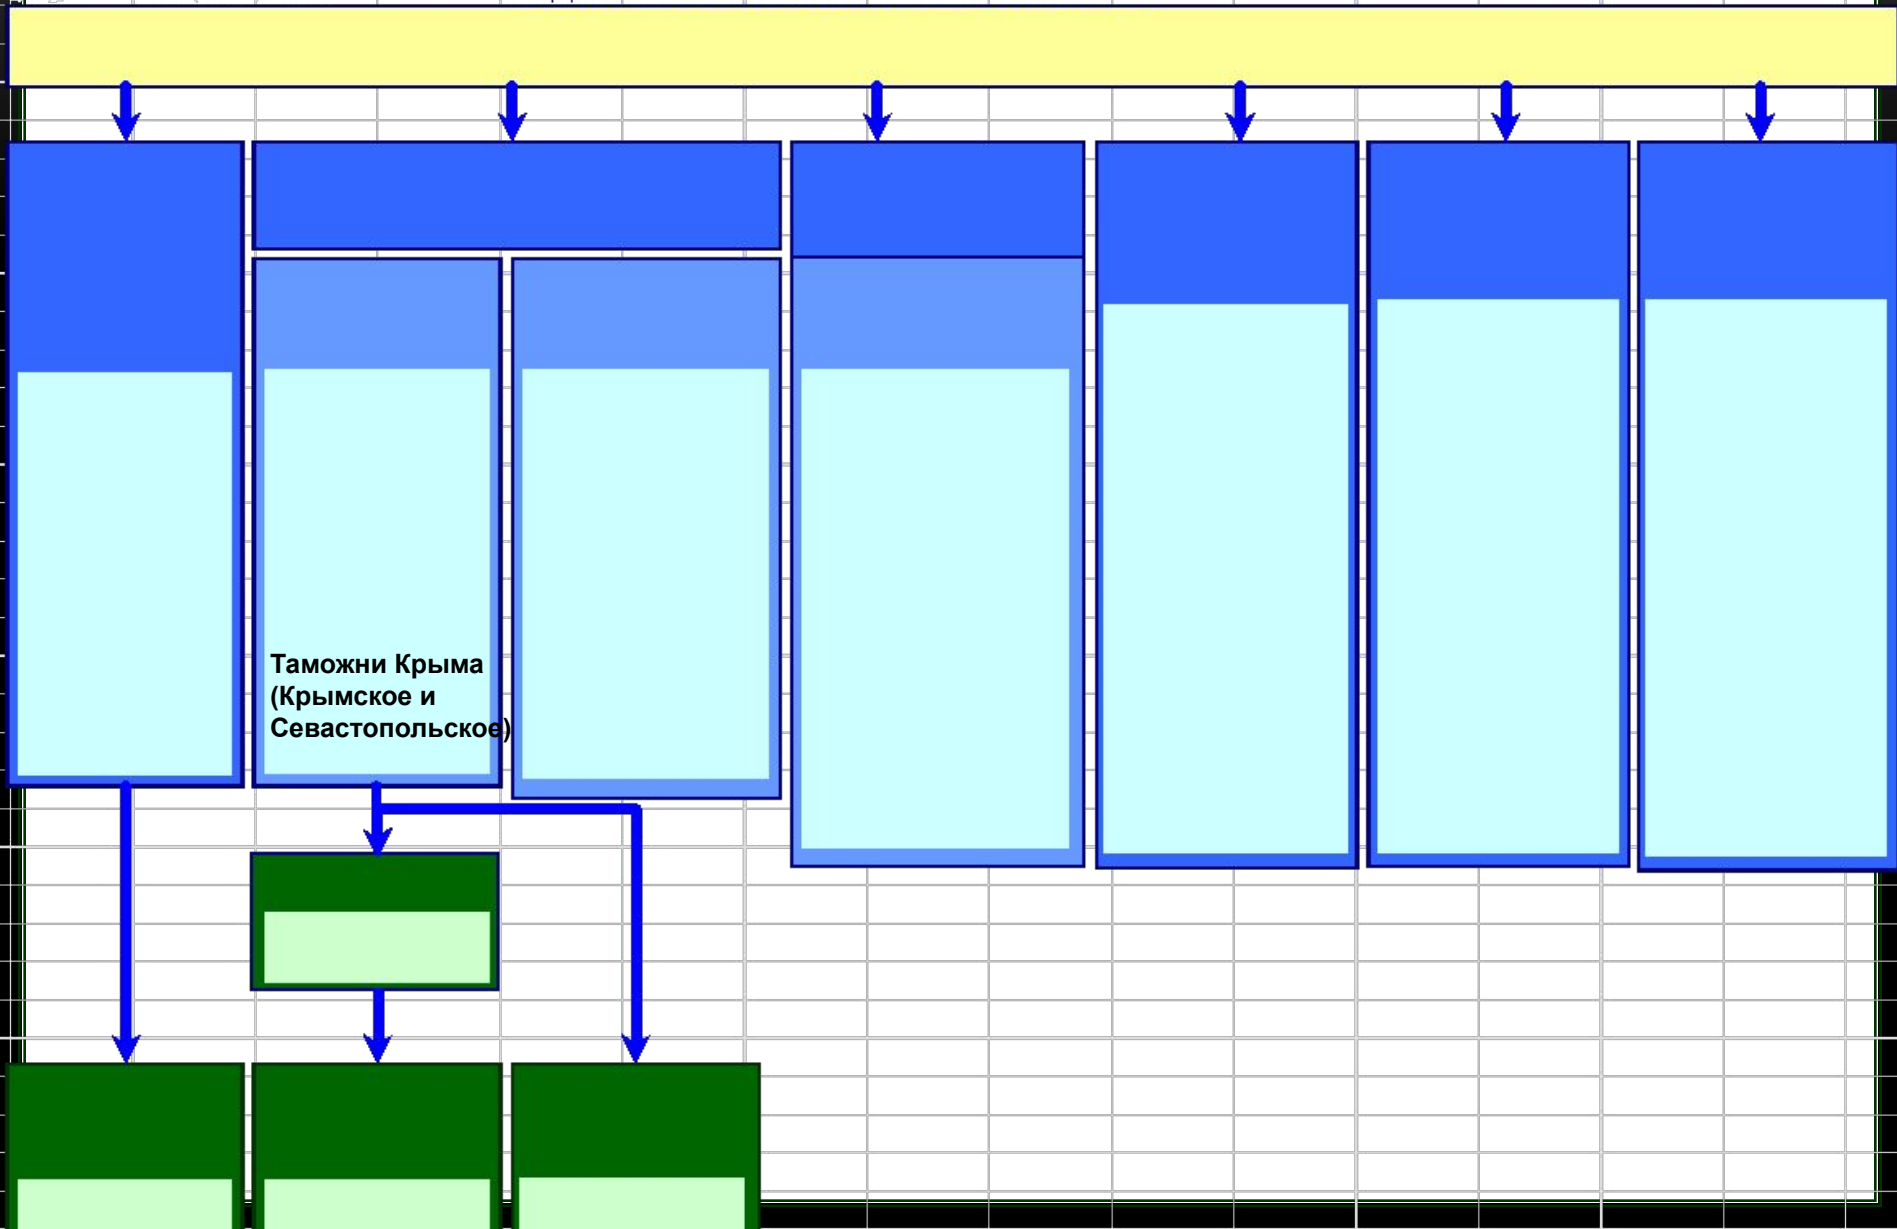 Таможни Крыма
(Крымское и
Севастопольское)